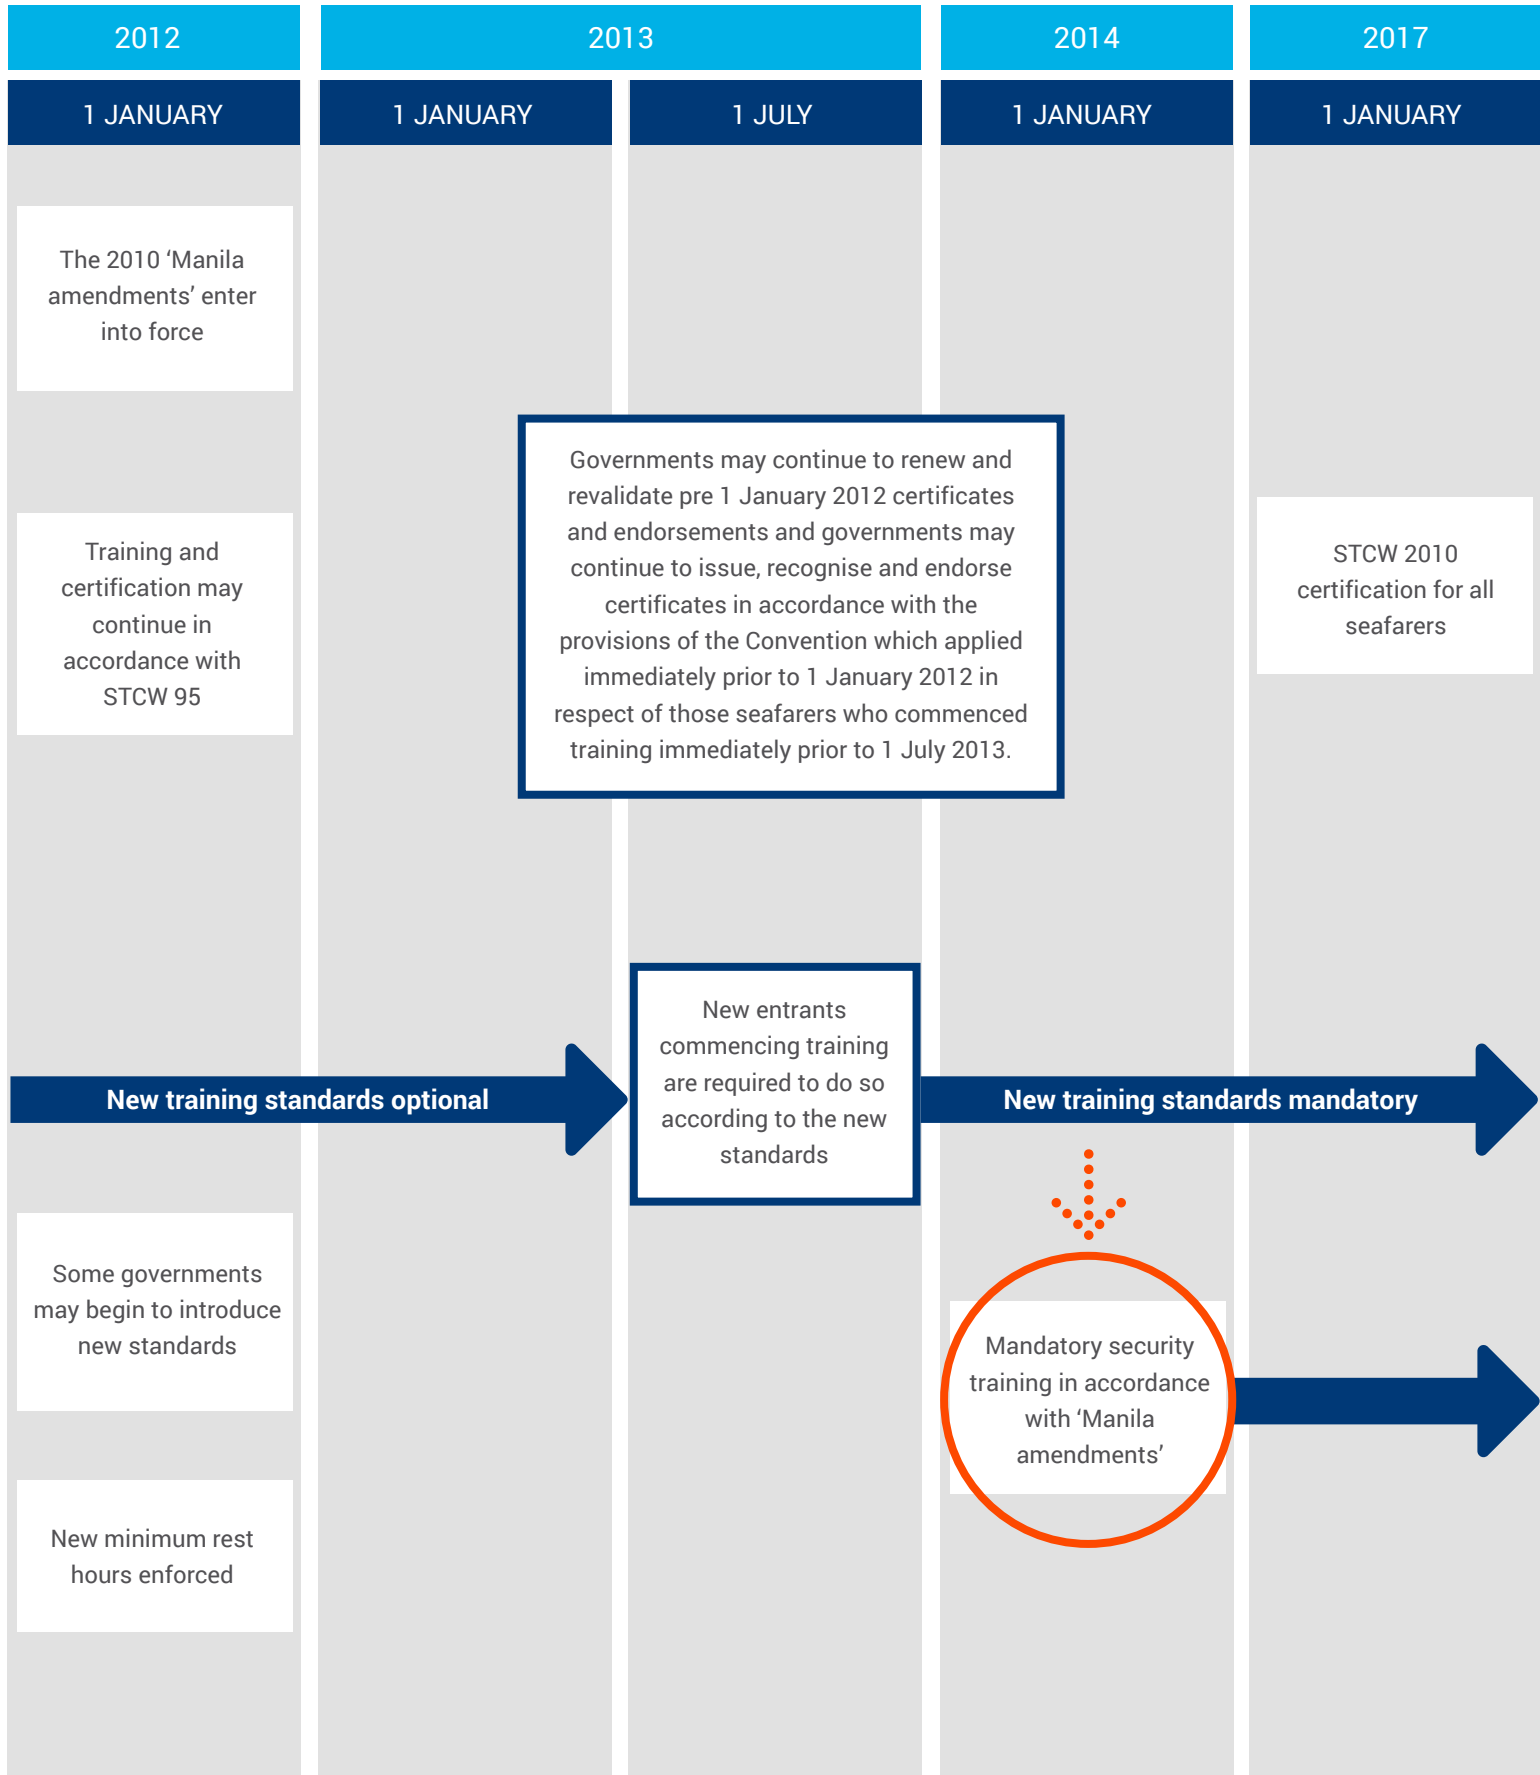 2012
2013
2014
2017
1 JANUARY
1 JANUARY
1 JULY
1 JANUARY
1 JANUARY
The 2010 ‘Manila
amendments’ enter
into force
Training and
certification may
continue in
accordance with
STCW 95
Governments may continue to renew and
revalidate pre 1 January 2012 certificates
and endorsements and governments may
continue to issue, recognise and endorse
certificates in accordance with the
provisions of the Convention which applied
immediately prior to 1 January 2012 in
respect of those seafarers who commenced
training immediately prior to 1 July 2013.
STCW 2010
certification for all
seafarers
New training standards optional
New entrants
commencing training
are required to do so
according to the new
standards
New training standards mandatory
Some governments
may begin to introduce
new standards
Mandatory security
training in accordance
with ‘Manila
amendments’
New minimum rest
hours enforced